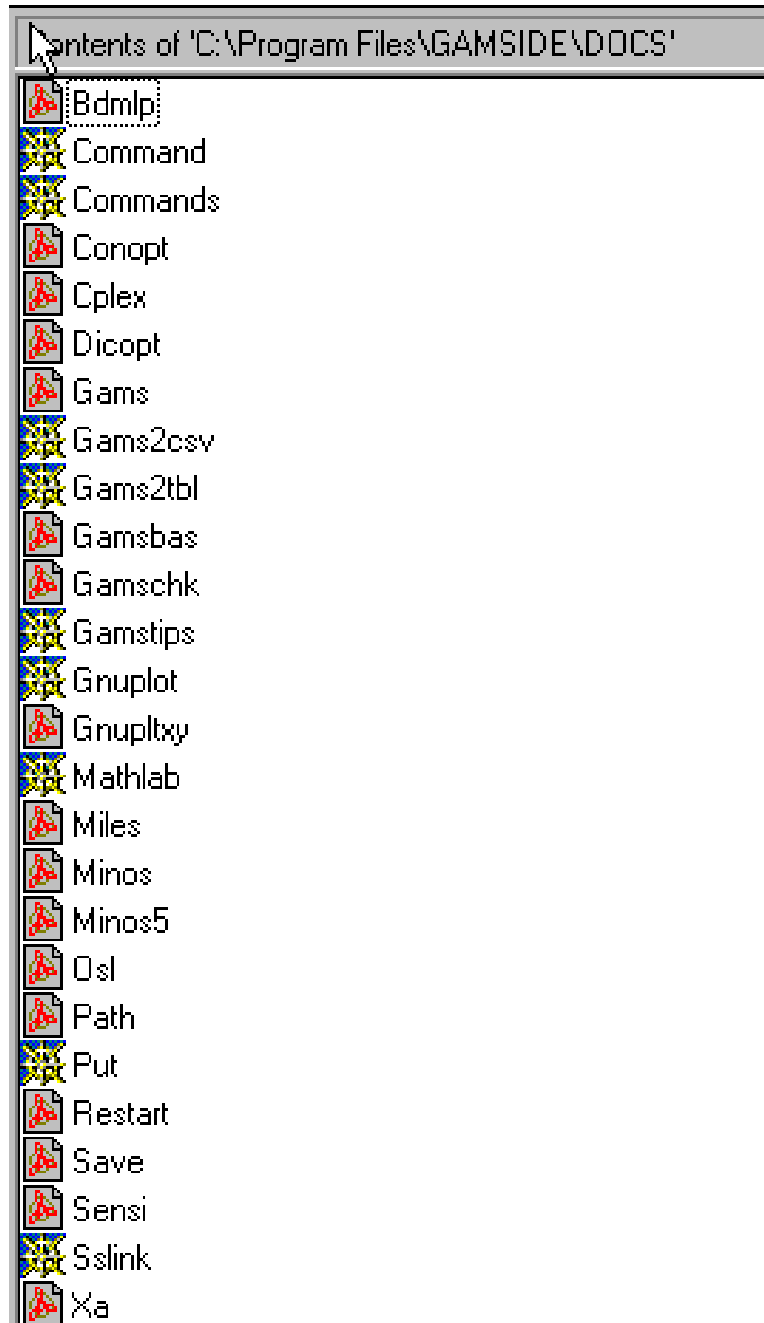 ontents of 'C:\Program Files\GAMSIDE\DOCS'
Bdmlp
Command
Commands
Conopt
Cplex
Dicopt
Gams
Gams2csv
Gams2tbl
Gamsbas
Gamschk
Gamstips
Gnuplot
Gnupltxy
Mathlab
Miles
Minos
Minos5
Osl
Path
Put
Restart
Save
Sensi
Sslink
Xa